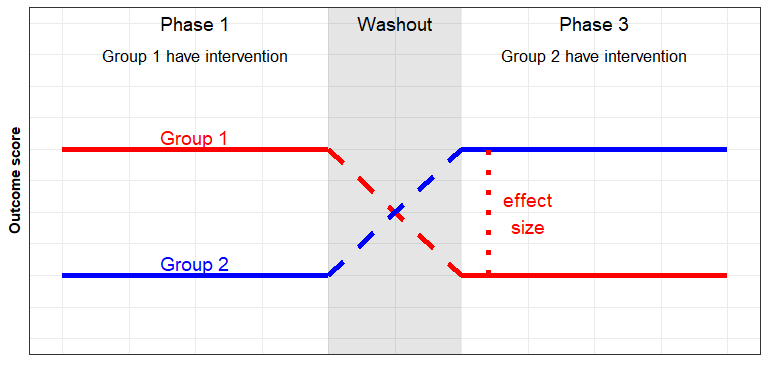 Phase 1
Washout
Phase 3
Group 1 have intervention
Group 2 have intervention
Outcome score
Group 1
Group 2
effect
size